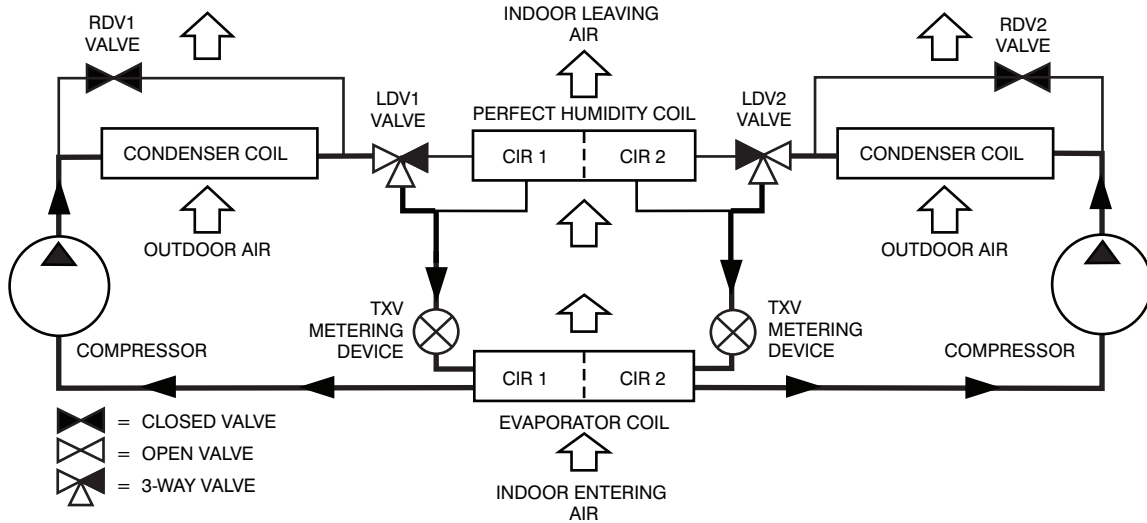 RDV1
VALVE
INDOOR LEAVING
AIR
RDV2
VALVE
LDV1
VALVE
PERFECT HUMIDITY COIL
LDV2
VALVE
CONDENSER COIL
CIR 1
CIR 2
CONDENSER COIL
OUTDOOR AIR
OUTDOOR AIR
TXV
METERING
DEVICE
TXV
METERING
DEVICE
COMPRESSOR
COMPRESSOR
CIR 1
CIR 2
EVAPORATOR COIL
= CLOSED VALVE
= OPEN VALVE
= 3-WAY VALVE
INDOOR ENTERING
AIR